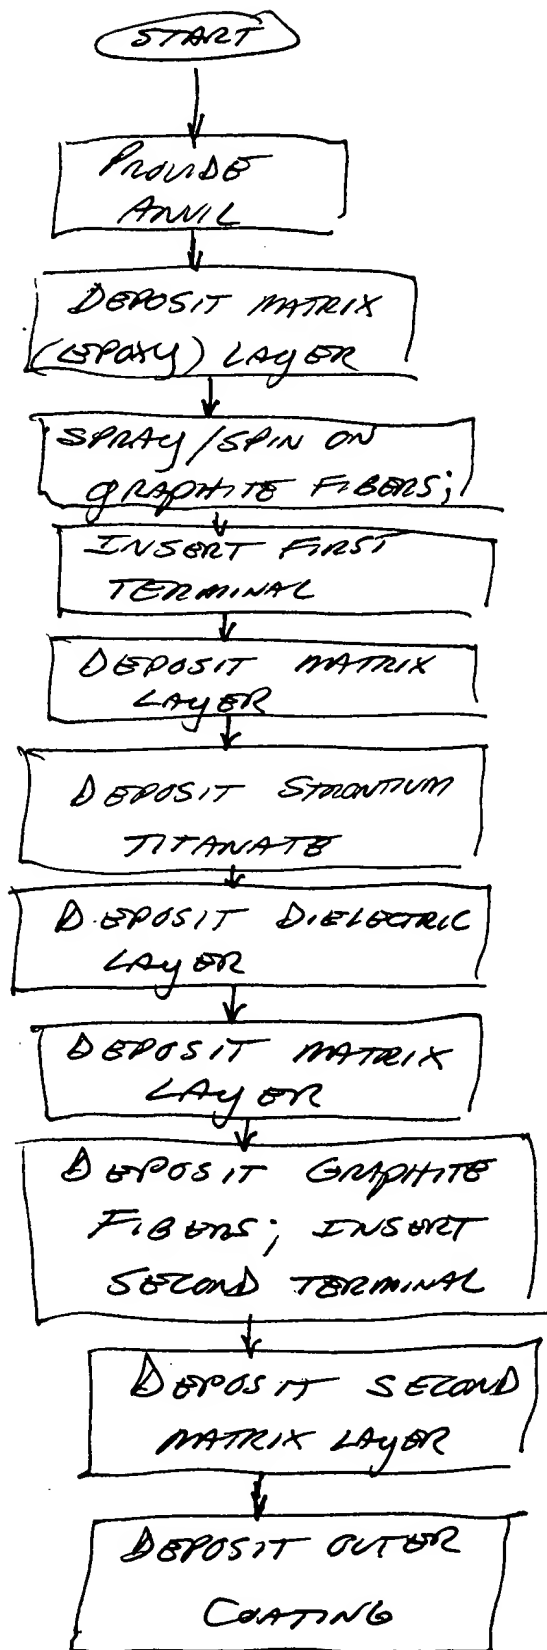 START
PROVIDE
ANVIL
DEPOSIT MATRIX
(EPOXY) LAYER
SPRAY/SPIN ON
GRAPHITE FIBERS;
INSERT FIRST
TERMINAL
DEPOSIT MATRIX
LAYER
DEPOSIT STRONTIUM
TITANATE
DEPOSIT DIELECTRIC
LAYER
DEPOSIT MATRIX
LAYER
DEPOSIT GRAPHITE
FIBERS; INSERT
SECOND TERMINAL
DEPOSIT SECOND
MATRIX LAYER
DEPOSIT OUTER
COATING